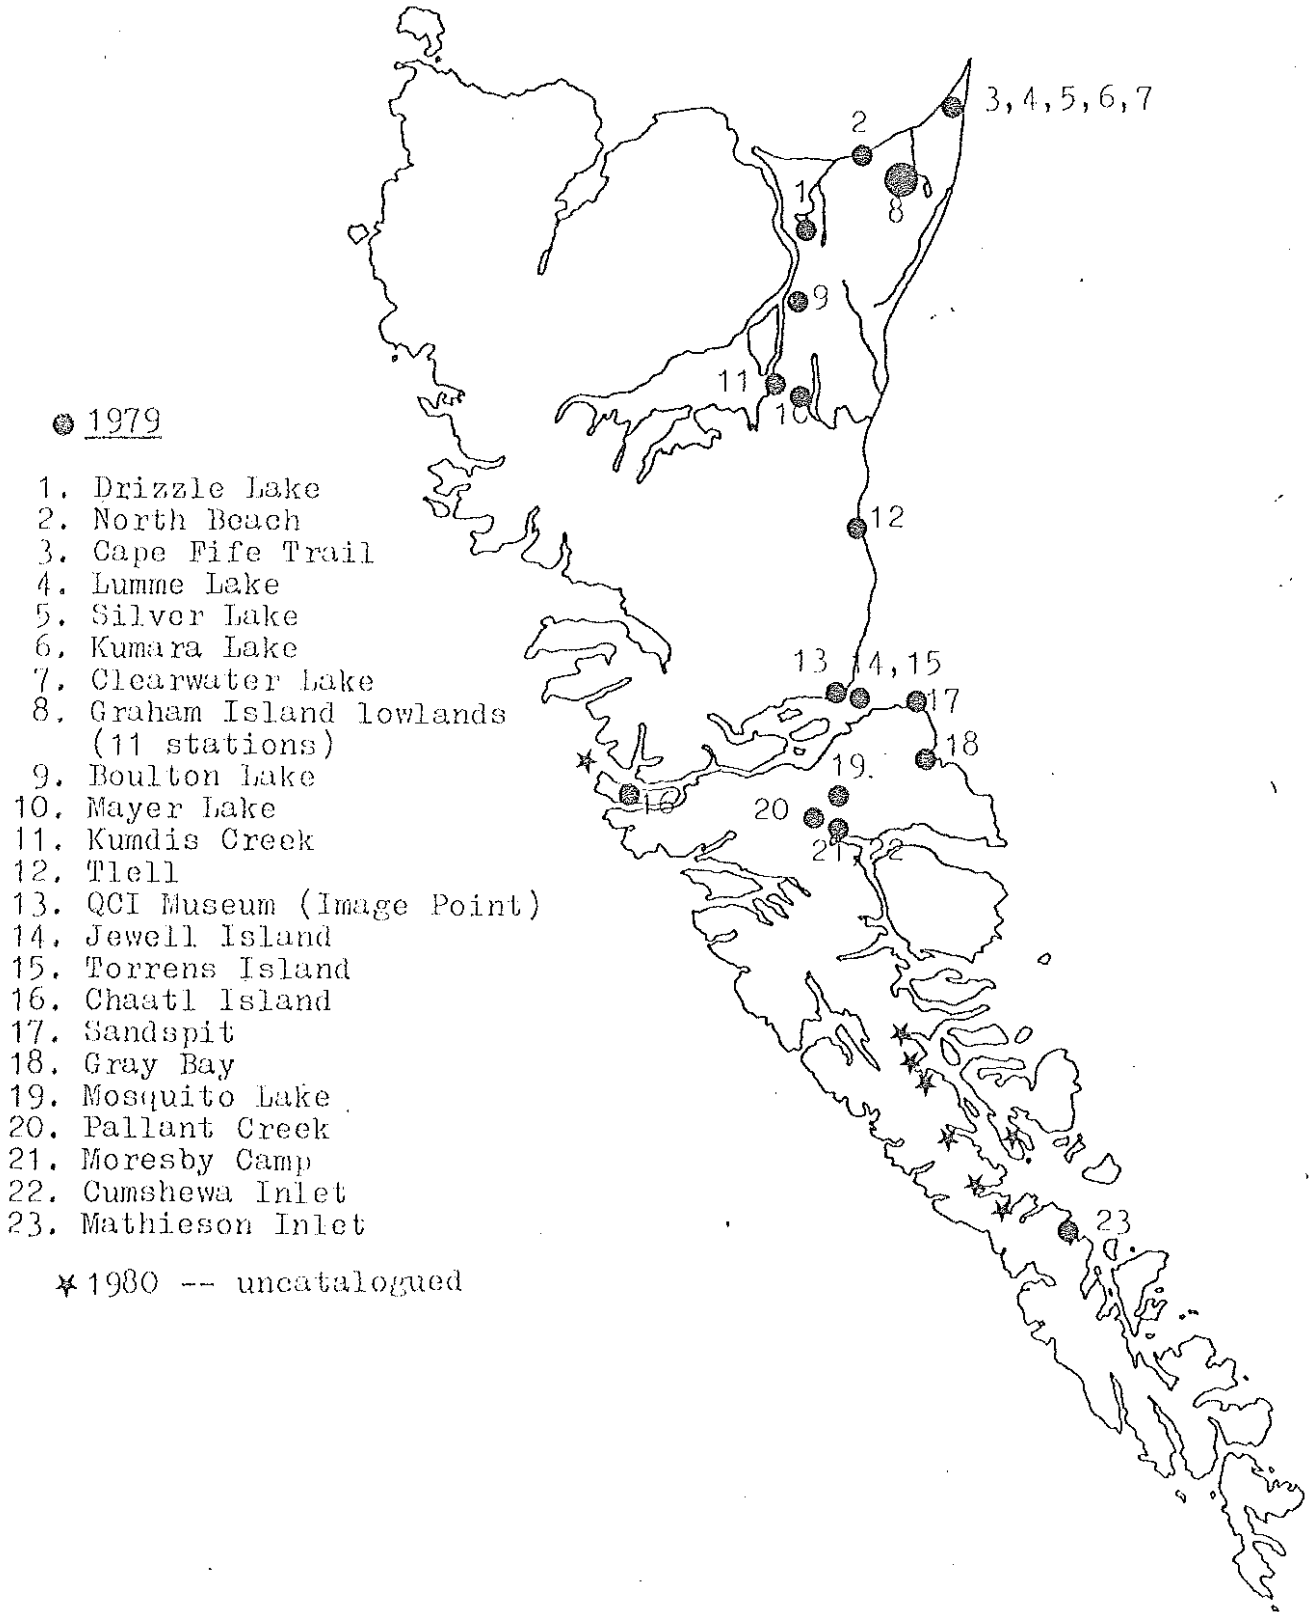 3,4,5,6,7
2
1
8
9
11
10
12
13 14,15
17
18
19.
16
20
21,22
23
1979
1. Drizzle Lake
2. North Beach
3. Cape Fife Trail
4. Lumme Lake
5. Silver Lake
6. Kumara Lake
7. Clearwater Lake
8. Graham Island lowlands
(11 stations)
9. Boulton Lake
10. Mayer Lake
11. Kumdis Creek
12. Tlell
13. QCI Museum (Image Point)
14. Jewell Island
15. Torrens Island
16. Chaatl Island
17. Sandspit
18. Gray Bay
19. Mosquito Lake
20. Pallant Creek
21. Moresby Camp
22. Cumshewa Inlet
23. Mathieson Inlet
1980 -- uncatalogued